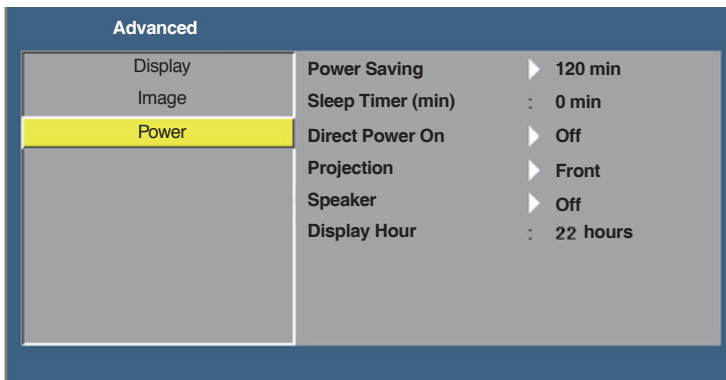 Advanced
Display
Image
Power
Power Saving 120 min
Sleep Timer (min) : 0 min
Direct Power On Off
Projection Front
Speaker Off
Display Hour : 22 hours